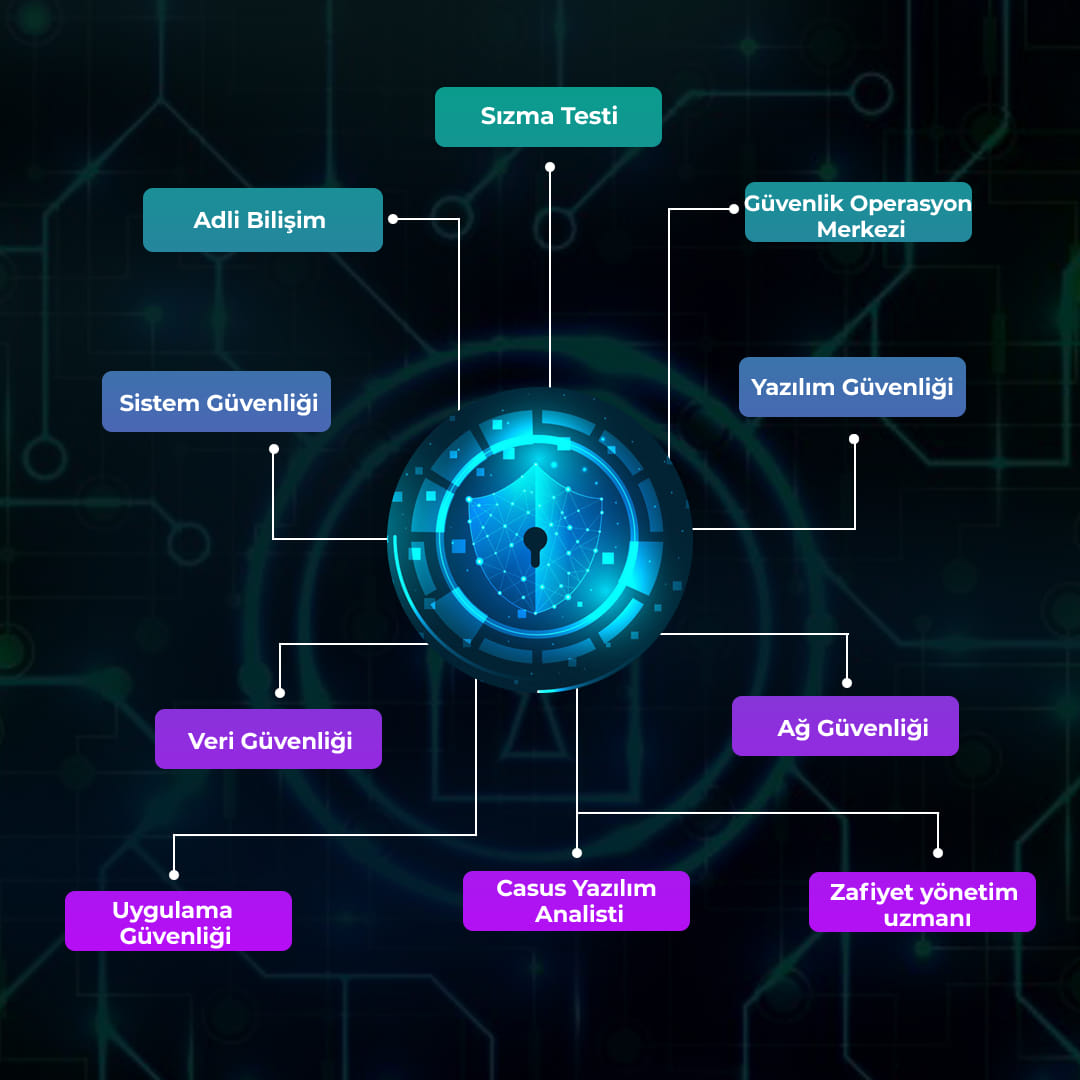 Sızma Testi
Adli Bilişim
Güvenlik Operasyon
Merkezi
Sistem Güvenliği
Yazılım Güvenliği
Veri Güvenliği
Ağ Güvenliği
Uygulama
Güvenliği
Casus Yazılım
Analisti
Zafiyet yönetim
uzmanı